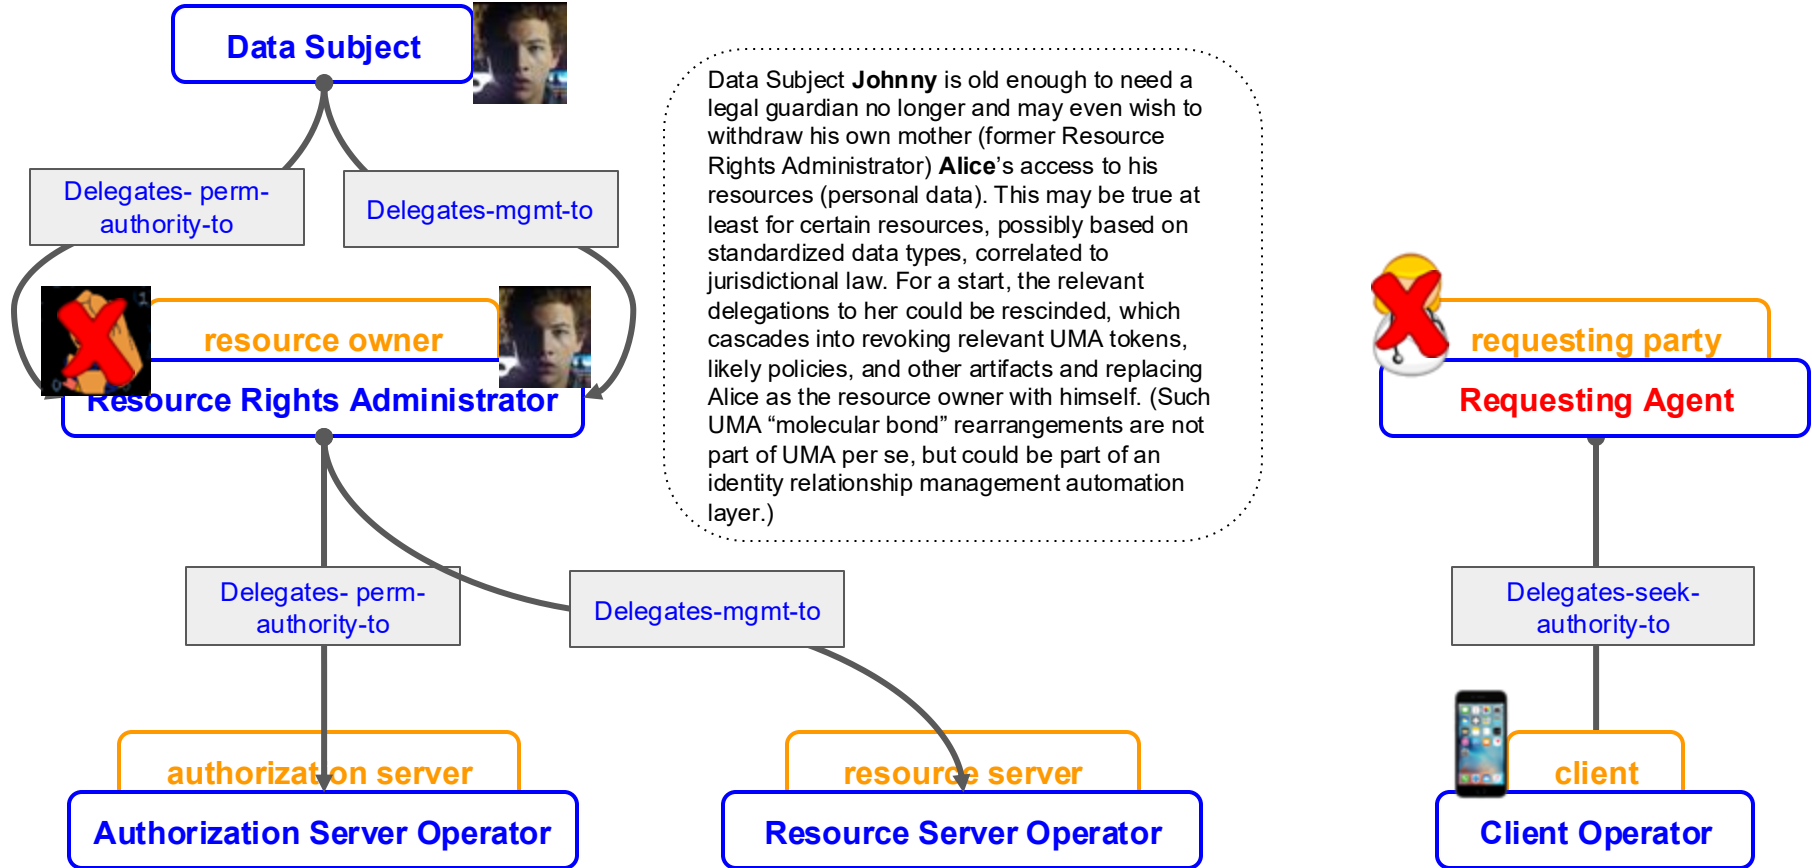 Data Subject
Data Subject Johnny is old enough to need a
legal guardian no longer and may even wish to
withdraw his own mother (former Resource
Rights Administrator) Alice’s access to his
resources (personal data). This may be true at
least for certain resources, possibly based on
standardized data types, correlated to
jurisdictional law. For a start, the relevant
delegations to her could be rescinded, which
cascades into revoking relevant UMA tokens,
likely policies, and other artifacts and replacing
Alice as the resource owner with himself. (Such
UMA “molecular bond” rearrangements are not
part of UMA per se, but could be part of an
identity relationship management automation
layer.)
Delegates- perm-
authority-to
Delegates-mgmt-to
resource owner
Resource Rights Administrator
requesting party
Requesting Agent
Delegates- perm-
authority-to
Delegates-mgmt-to
Delegates-seek-
authority-to
authorization server
Authorization Server Operator
resource server
Resource Server Operator
client
Client Operator